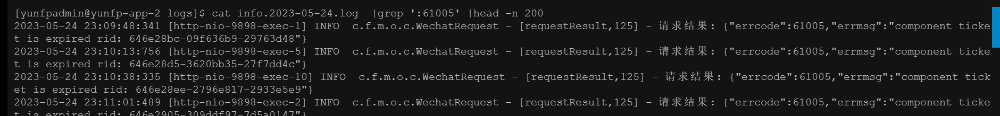 [yunfpadmin@yunfp-app-2 logs]$ cat info.2023-05-24.log  |grep ':61005' |head -n 200
2023-05-24 23:09:48:341 [http-nio-9898-exec-1] INFO  c.f.m.o.c.WechatRequest - [requestResult,125] - 请求结果: {"errcode":61005,"errmsg":"component ticke
t is expired rid: 646e28bc-09f636b9-29763d48"}
2023-05-24 23:10:13:756 [http-nio-9898-exec-5] INFO  c.f.m.o.c.WechatRequest - [requestResult,125] - 请求结果: {"errcode":61005,"errmsg":"component ticke
t is expired rid: 646e28d5-3620bb35-27f7dd4c"}
2023-05-24 23:10:38:335 [http-nio-9898-exec-10] INFO  c.f.m.o.c.WechatRequest - [requestResult,125] - 请求结果: {"errcode":61005,"errmsg":"component tick
et is expired rid: 646e28ee-2796e817-2933e5e9"}
2023-05-24 23:11:01:489 [http-nio-9898-exec-2] INFO  c.f.m.o.c.WechatRequest - [requestResult,125] - 请求结果: {"errcode":61005,"errmsg":"component ticke
t is expired rid: 646e2905-309ddf97-7d5a0147"}